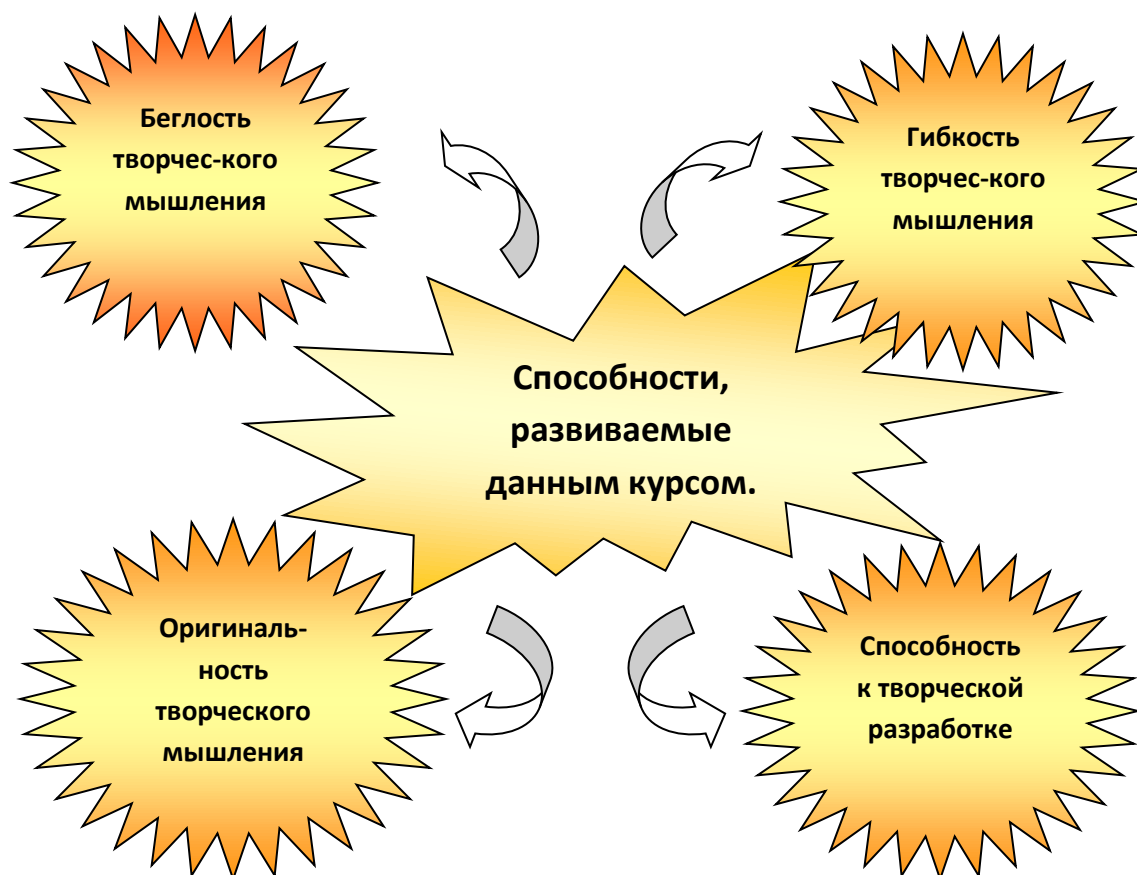 Беглость
творчес-кого
мышления
Гибкость
творчес-кого
мышления
Способности,
развиваемые
данным курсом.
Оригиналь-
ность
творческого
мышления
Способность
к творческой
разработке